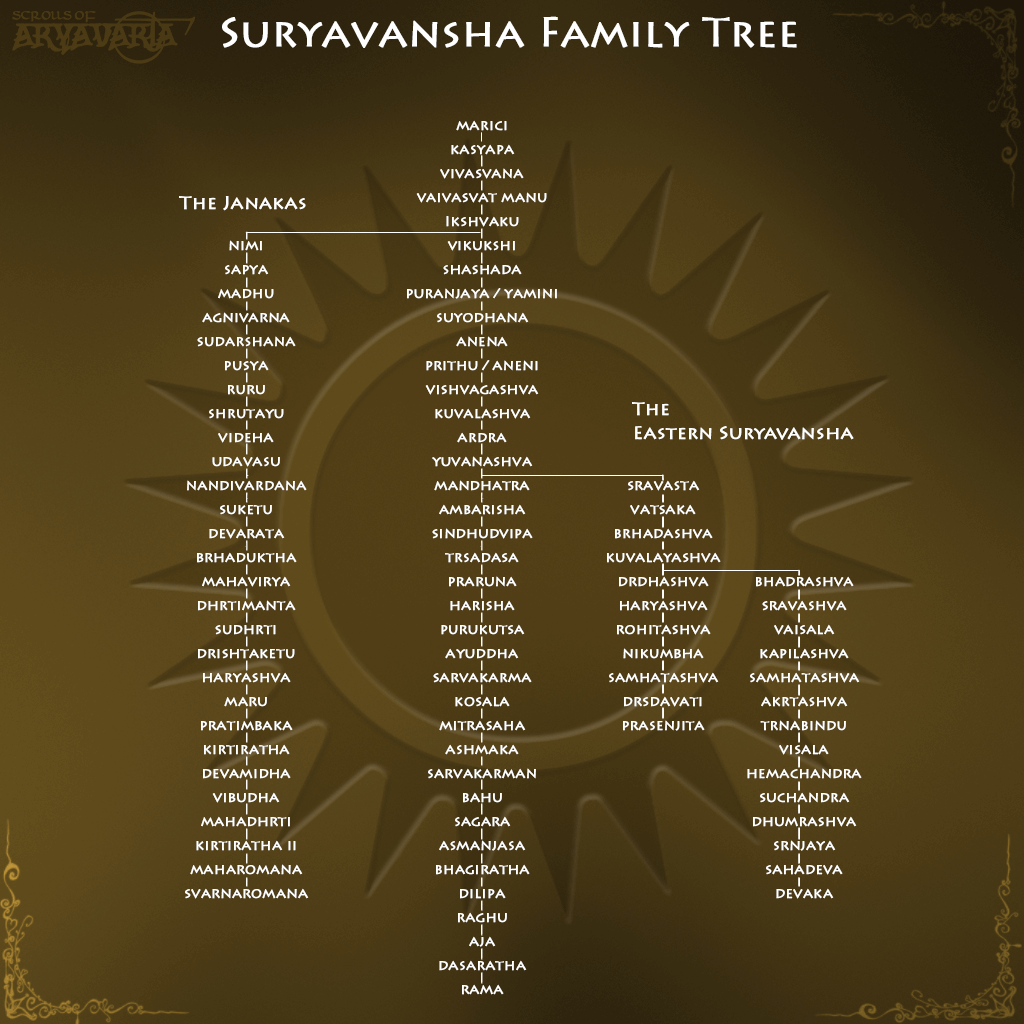 SCROLLS OF
ARYAVARTA
SURYAVANSHA FAMILY TREE
MARICI
KASYAPA
VIVASVANA
VAIVASVAT MANU
IKSHVAKU
VIKUKSHI
SHASHADA
PURANJAYA / YAMINI
SUYODHANA
ANENA
PRITHU / ANENI
VISHVAGASHVA
KUVALASHVA
ARDRA
YUVANASHVA
MANDHATRA
AMBARISHA
SINDHUDVIPA
TRSADASA
PRARUNA
HARISHA
PURUKUTSA
AYUDDHA
SARVAKARMA
KOSALA
MITRASAHA
ASHMAKA
SARVAKARMAN
BAHU
SAGARA
ASMANJASA
BHAGIRATHA
DILIPA
RAGHU
AJA
DASARATHA
RAMA
THE JANAKAS
NIMI
SAPYA
MADHU
AGNIVARNA
SUDARSHANA
PUSYA
RURU
SHRUTAYU
VIDEHA
UDAVASU
NANDIVARDANA
SUKETU
DEVARATA
BRHADUKTHA
MAHAVIRYA
DHRTIMANTA
SUDHRTI
DRISHTAKETU
HARYASHVA
MARU
PRATIMBAKA
KIRTIRATHA
DEVAMIDHA
VIBUDHA
MAHADHRTI
KIRTIRATHA II
MAHAROMANA
SVARNAROMANA
THE
EASTERN SURYAVANSHA
SRAVASTA
VATSAKA
BRHADASHVA
KUVALAYASHVA
DRDHASHVA
HARYASHVA
ROHITASHVA
NIKUMBHA
SAMHATASHVA
DRSDAVATI
PRASENJITA
BHADRASHVA
SRAVASHVA
VAISALA
KAPILASHVA
SAMHATASHVA
AKRTASHVA
TRNABINDU
VISALA
HEMACHANDRA
SUCHANDRA
DHUMRASHVA
SRNJAYA
SAHADEVA
DEVAKA